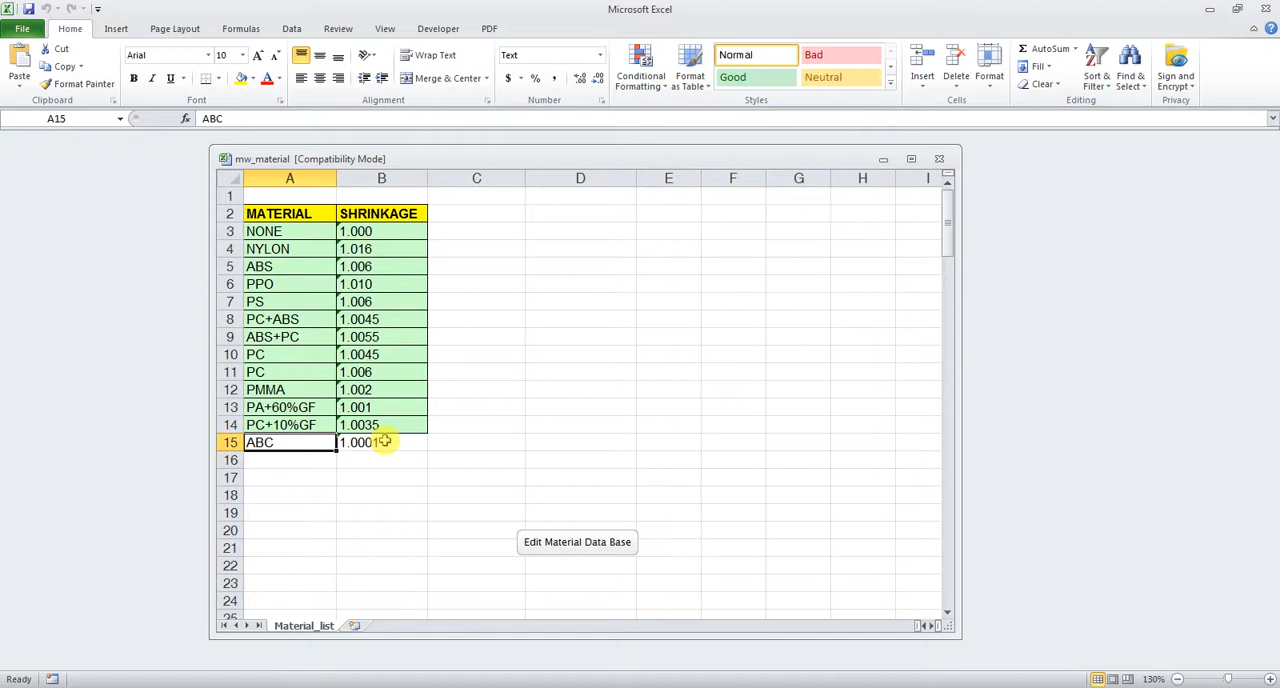 Microsoft Excel
File Home Insert Page Layout Formulas Data Review View Developer PDF
Paste Cut Copy Format Painter Clipboard
Arial 10 A A B I U A Font
Wrap Text Merge & Center Alignment
Text $ % , Number
Conditional Formatting Format as Table Normal Bad Good Neutral Styles
Insert Delete Format Cells
Σ AutoSum Fill Clear Sort & Filter Find & Select Editing
Sign and Encrypt Privacy
A15 fx ABC
mw_material [Compatibility Mode]
A B C D E F G H I
1
2 MATERIAL SHRINKAGE
3 NONE 1.000
4 NYLON 1.016
5 ABS 1.006
6 PPO 1.010
7 PS 1.006
8 PC+ABS 1.0045
9 ABS+PC 1.0055
10 PC 1.0045
11 PC 1.006
12 PMMA 1.002
13 PA+60%GF 1.001
14 PC+10%GF 1.0035
15 ABC 1.0001
16
17
18
19
20
21 Edit Material Data Base
22
23
24
25
Material_list
Ready 130%